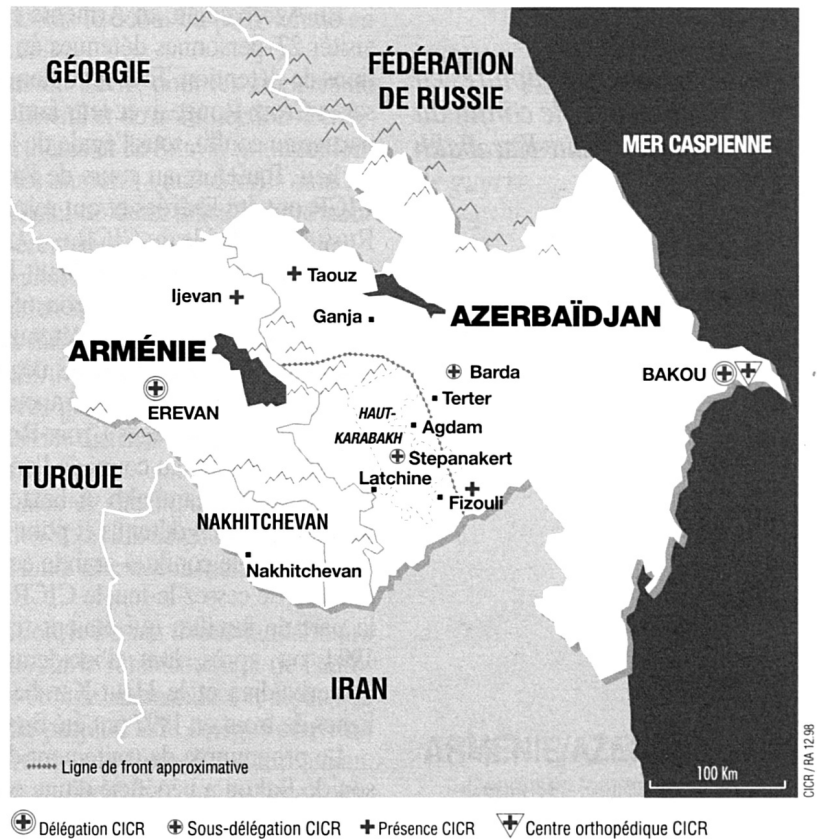 GÉORGIE
FÉDÉRATION
DE RUSSIE
MER CASPIENNE
Taouz
Ijevan
Ganja
AZERBAÏDJAN
ARMÉNIE
Barda
BAKOU
EREVAN
Terter
HAUT-
KARABAKH
Agdam
Stepanakert
TURQUIE
Latchine
Fizouli
NAKHITCHEVAN
Nakhitchevan
IRAN
Ligne de front approximative
100 Km
CICR / RA 12.98
Délégation CICR
Sous-délégation CICR
Présence CICR
Centre orthopédique CICR